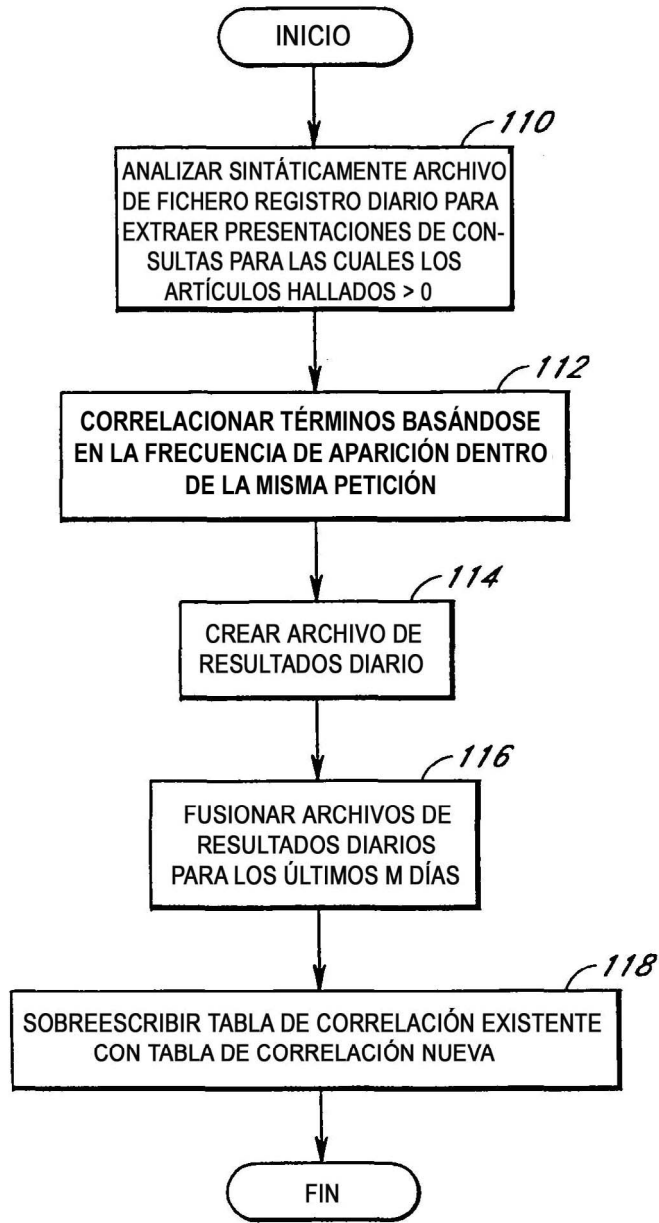 INICIO
110
ANALIZAR SINTÁTICAMENTE ARCHIVO
DE FICHERO REGISTRO DIARIO PARA
EXTRAER PRESENTACIONES DE CON-
SULTAS PARA LAS CUALES LOS
ARTÍCULOS HALLADOS > 0
112
CORRELACIONAR TÉRMINOS BASÁNDOSE
EN LA FRECUENCIA DE APARICIÓN DENTRO
DE LA MISMA PETICIÓN
114
CREAR ARCHIVO DE
RESULTADOS DIARIO
116
FUSIONAR ARCHIVOS DE
RESULTADOS DIARIOS
PARA LOS ÚLTIMOS M DÍAS
118
SOBREESCRIBIR TABLA DE CORRELACIÓN EXISTENTE
CON TABLA DE CORRELACIÓN NUEVA
FIN